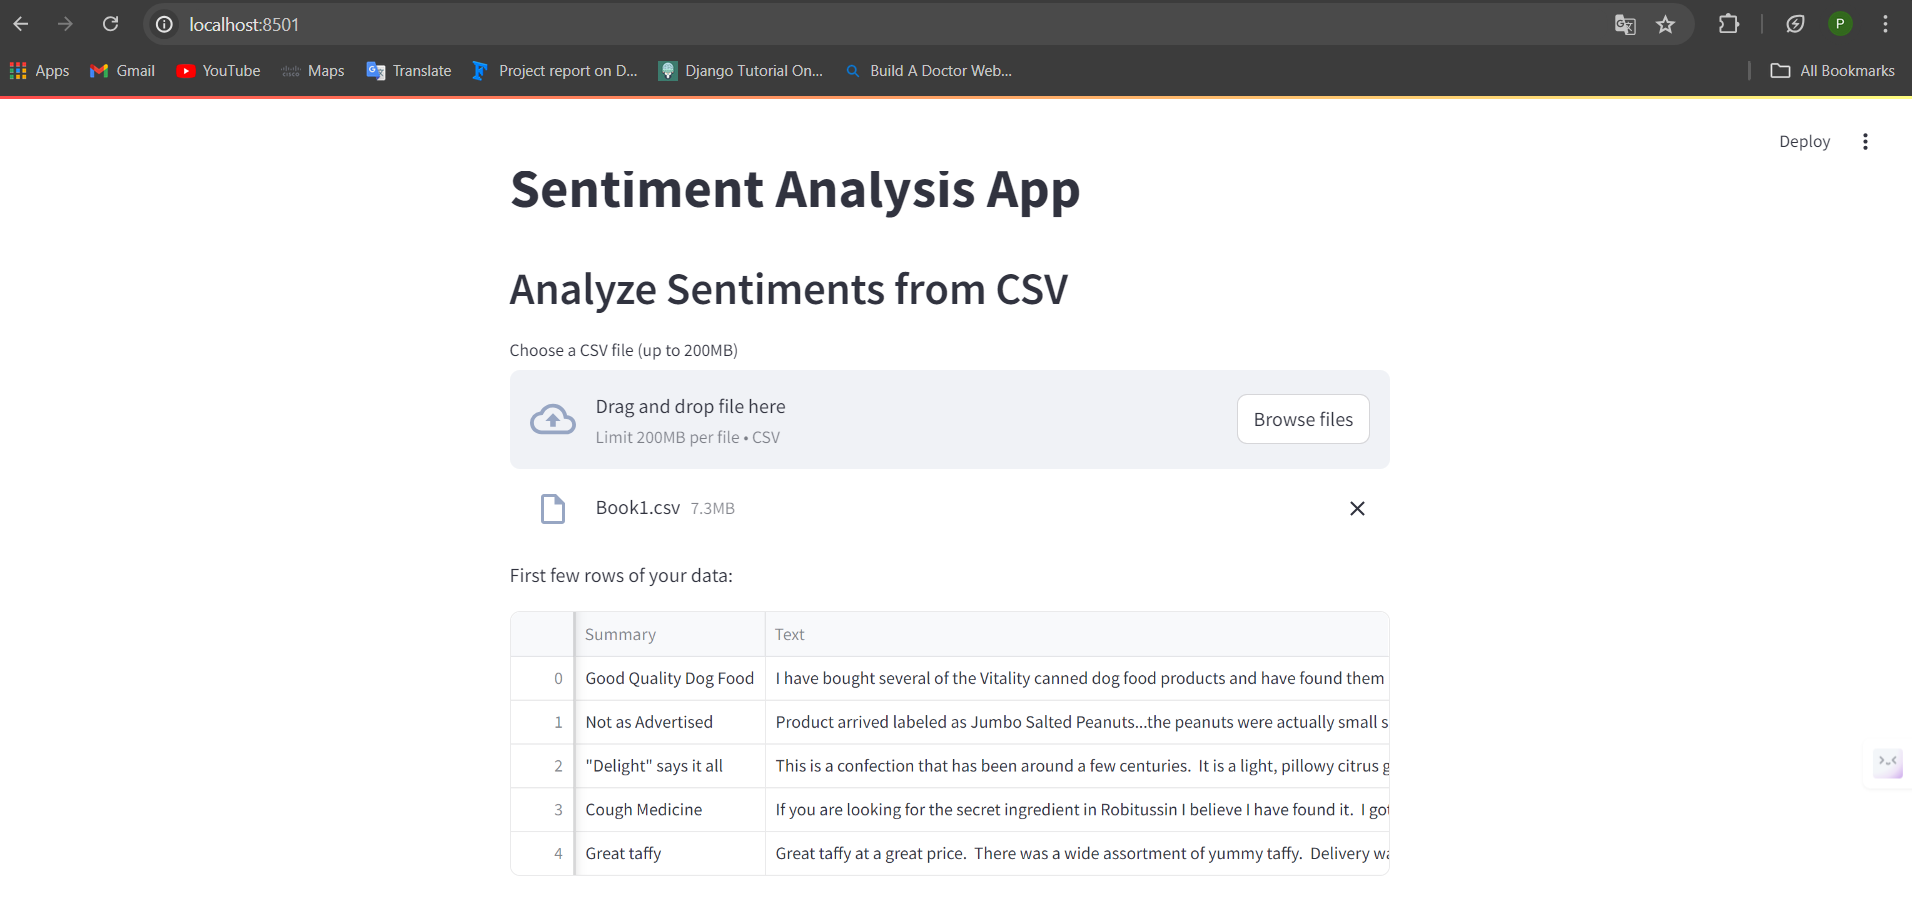 localhost:8501
P
Apps Gmail YouTube Maps Translate Project report on D... Django Tutorial On... Build A Doctor Web... All Bookmarks
Deploy
Sentiment Analysis App
Analyze Sentiments from CSV
Choose a CSV file (up to 200MB)
Drag and drop file here
Limit 200MB per file • CSV
Browse files
Book1.csv 7.3MB
First few rows of your data:
Summary Text
0 Good Quality Dog Food I have bought several of the Vitality canned dog food products and have found them
1 Not as Advertised Product arrived labeled as Jumbo Salted Peanuts...the peanuts were actually small s
2 "Delight" says it all This is a confection that has been around a few centuries. It is a light, pillowy citrus g
3 Cough Medicine If you are looking for the secret ingredient in Robitussin I believe I have found it. I got
4 Great taffy Great taffy at a great price. There was a wide assortment of yummy taffy. Delivery wa